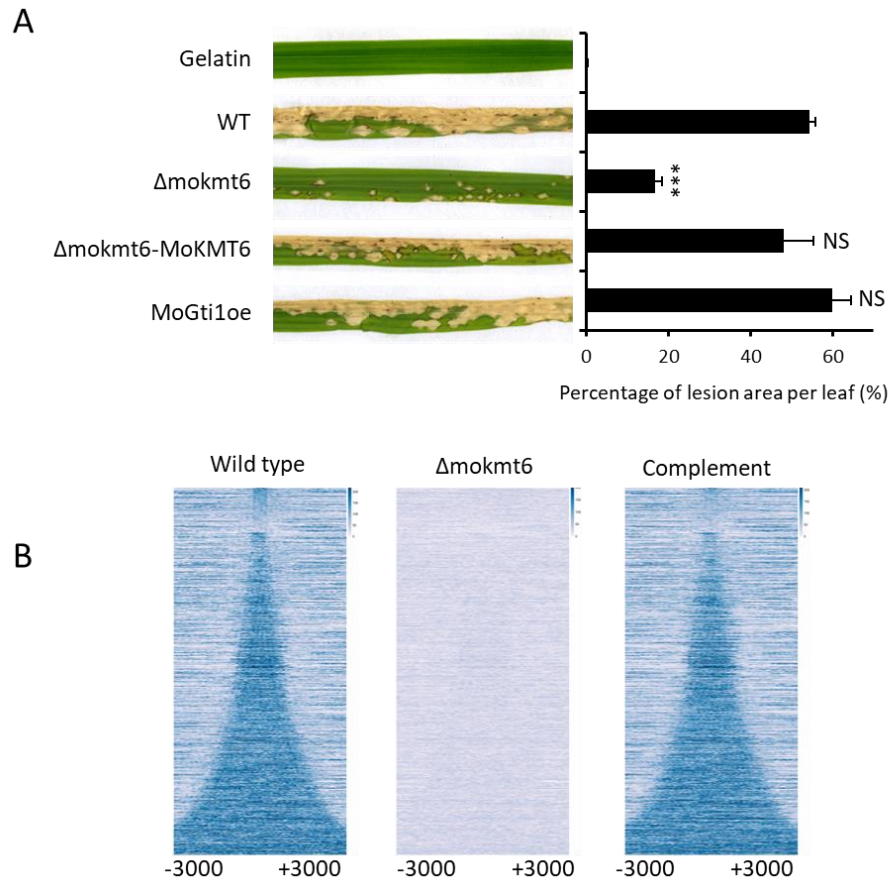 A
Gelatin
WT
Δmokmt6
***
Δmokmt6-MoKMT6
NS
MoGti1oe
NS
0 20 40 60
Percentage of lesion area per leaf (%)
B
Wild type Δmokmt6 Complement
-3000 +3000 -3000 +3000 -3000 +3000